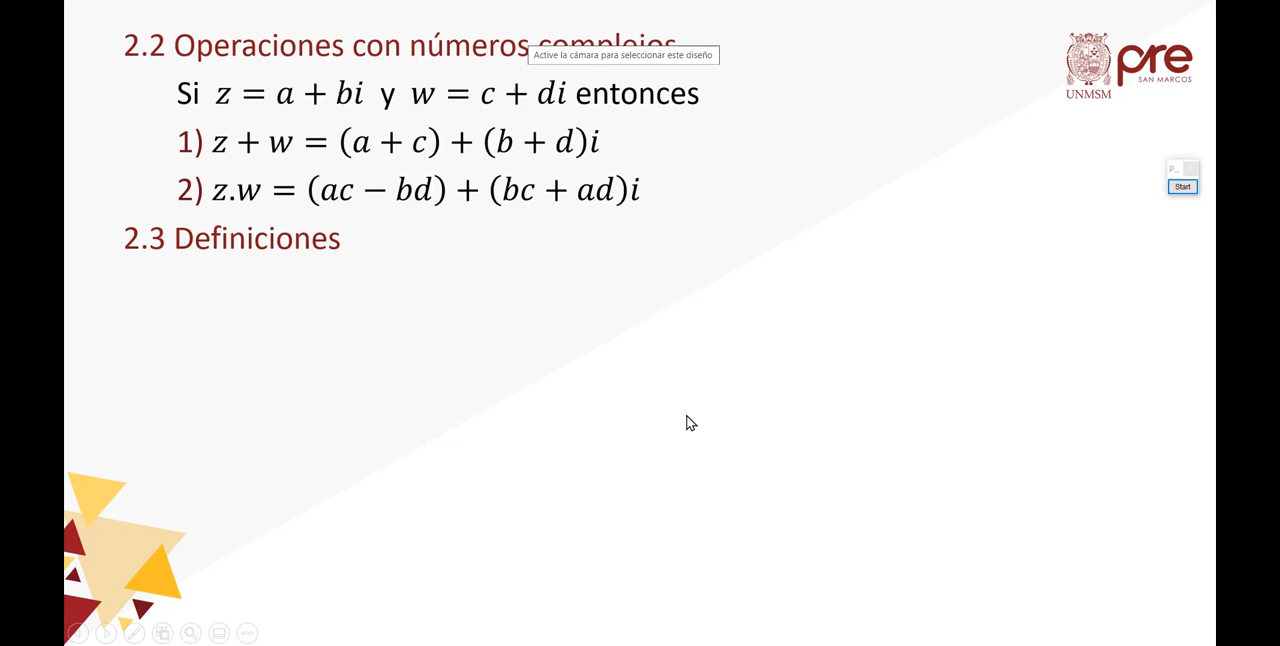 2.2 Operaciones con números complejos
Active la cámara para seleccionar este diseño
Si z = a + bi y w = c + di entonces
1) z + w = (a + c) + (b + d)i
2) z.w = (ac − bd) + (bc + ad)i
2.3 Definiciones
pre
SAN MARCOS
UNMSM
P...
Start